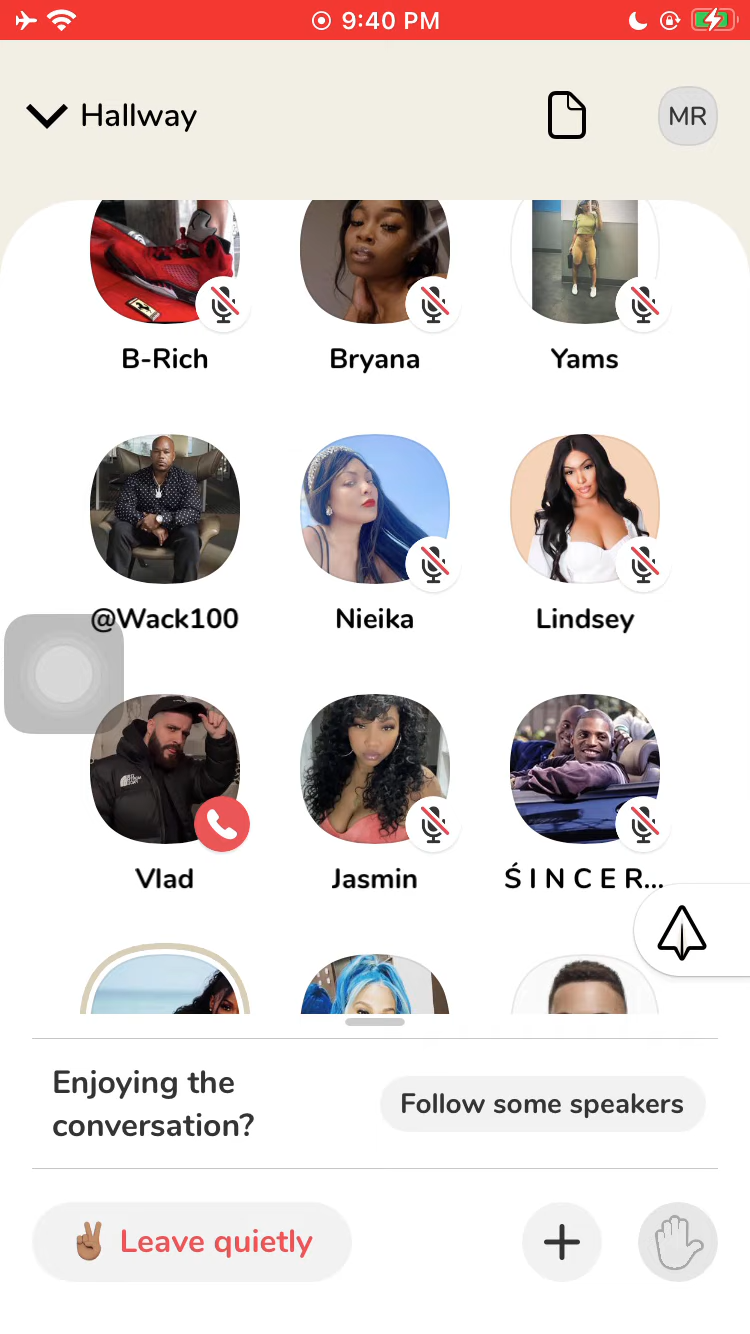 9:40 PM
Hallway
MR
B-Rich
Bryana
Yams
@Wack100
Nieika
Lindsey
Vlad
Jasmin
Ś I N C E R...
Enjoying the
conversation?
Follow some speakers
Leave quietly